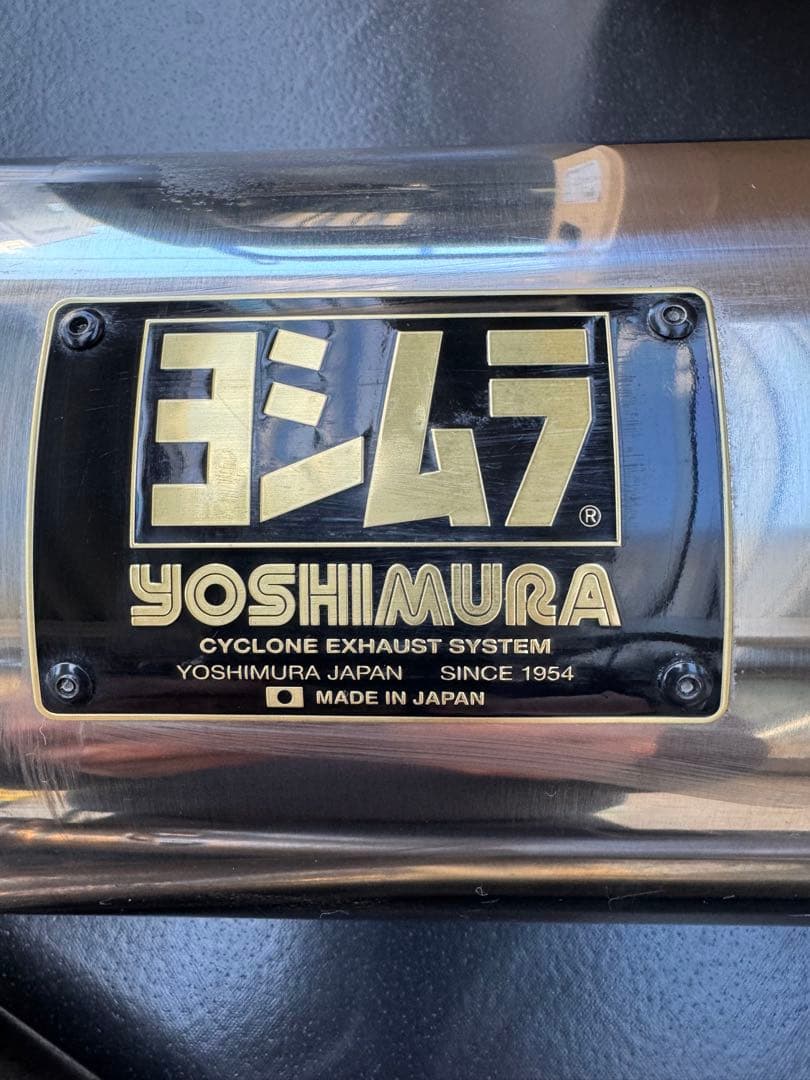 ヨシムラ®
YOSHIMURA
CYCLONE EXHAUST SYSTEM
YOSHIMURA JAPAN SINCE 1954
MADE IN JAPAN